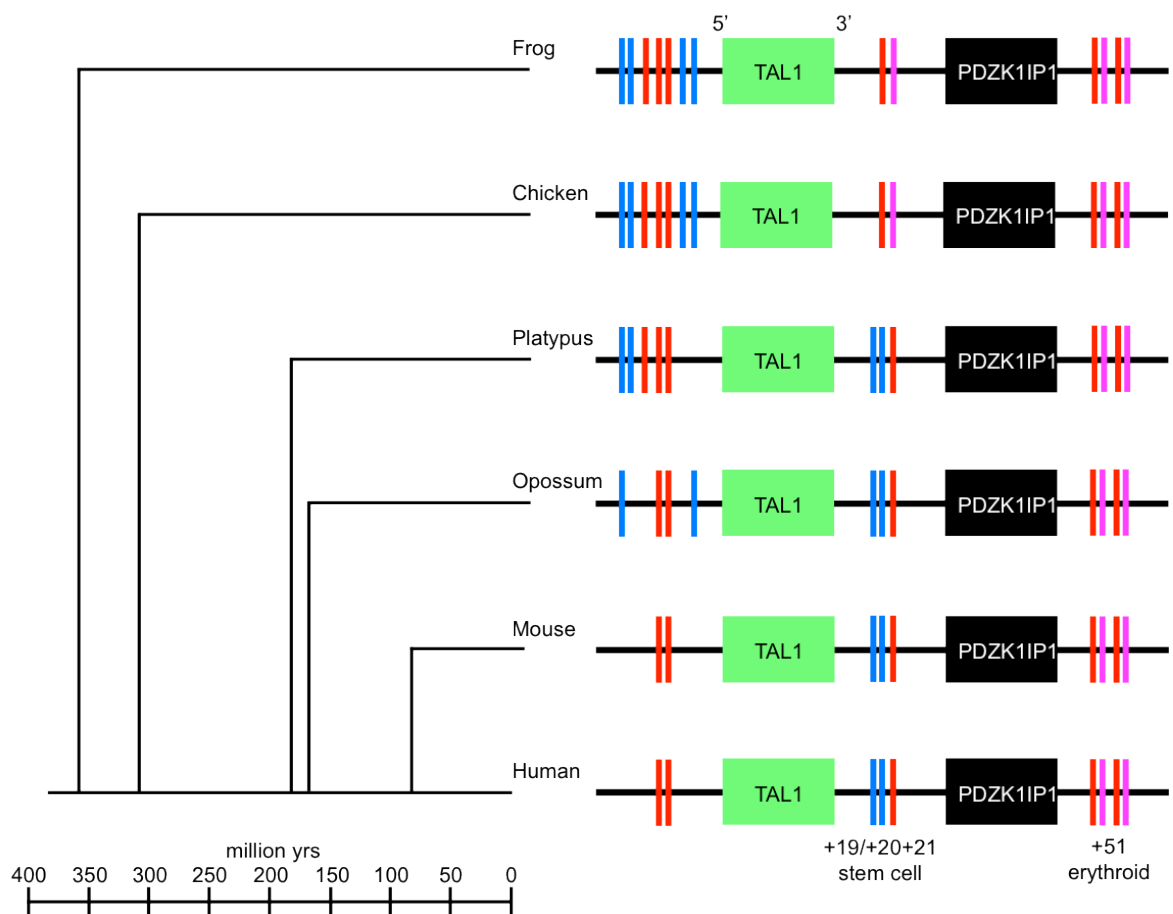 5’ 3’
Frog
TAL1 PDZK1IP1
Chicken
TAL1 PDZK1IP1
Platypus
TAL1 PDZK1IP1
Opossum
TAL1 PDZK1IP1
Mouse
TAL1 PDZK1IP1
Human
TAL1 PDZK1IP1
+19/+20+21
stem cell
+51
erythroid
million yrs
400 350 300 250 200 150 100 50 0